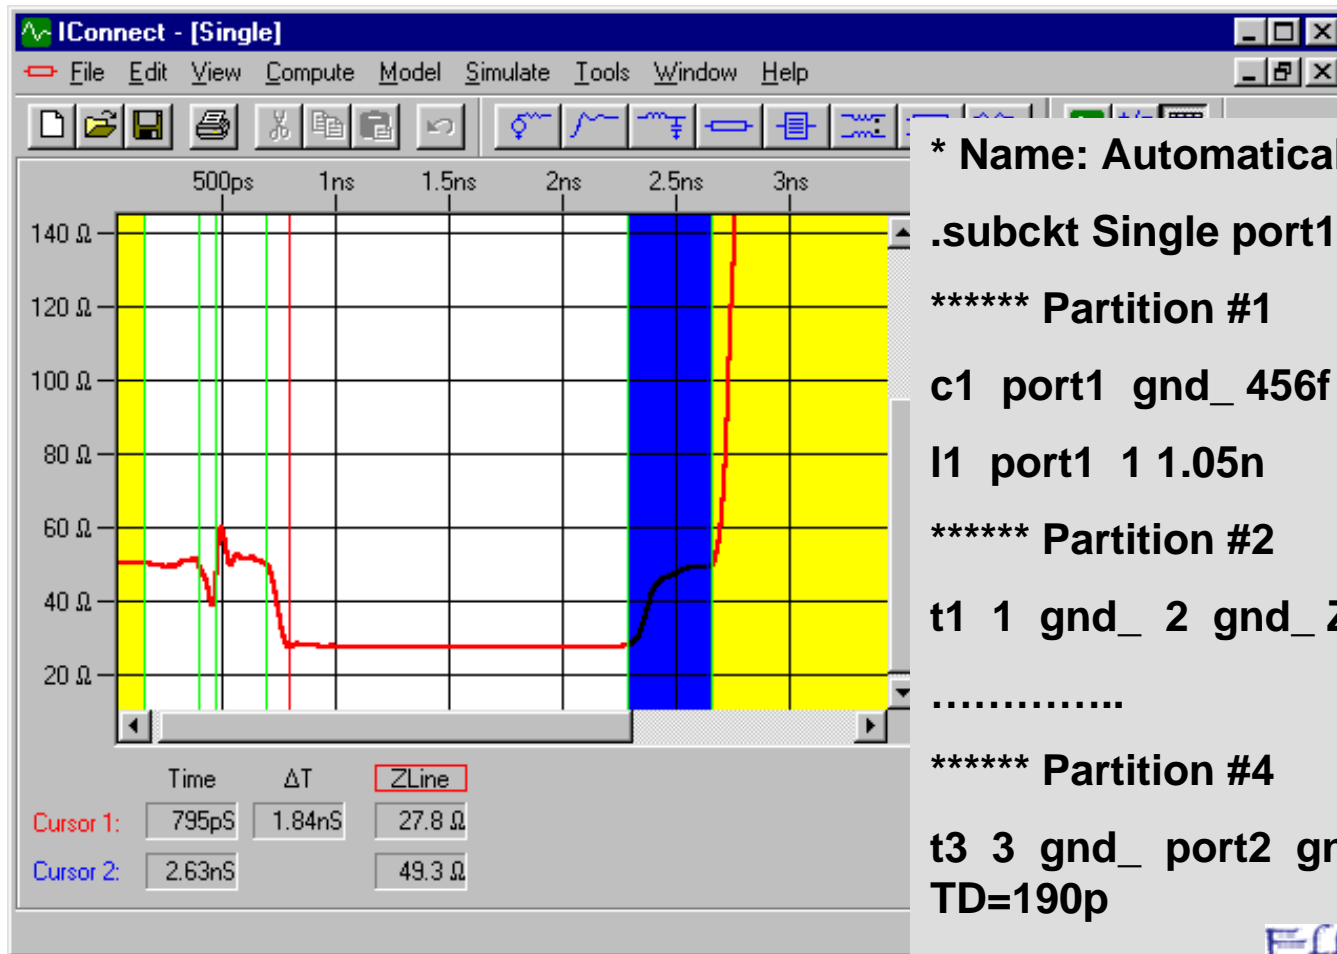 IConnect - [Single]
File Edit View Compute Model Simulate Tools Window Help
500ps 1ns 1.5ns 2ns 2.5ns 3ns
140 Ω
120 Ω
100 Ω
80 Ω
60 Ω
40 Ω
20 Ω
Time ΔT ZLine
Cursor 1: 795pS 1.84nS 27.8 Ω
Cursor 2: 2.63nS 49.3 Ω
* Name: Automatical
.subckt Single port1
****** Partition #1
c1 port1 gnd_ 456f
l1 port1 1 1.05n
****** Partition #2
t1 1 gnd_ 2 gnd_ Z
…………..
****** Partition #4
t3 3 gnd_ port2 gn
TD=190p